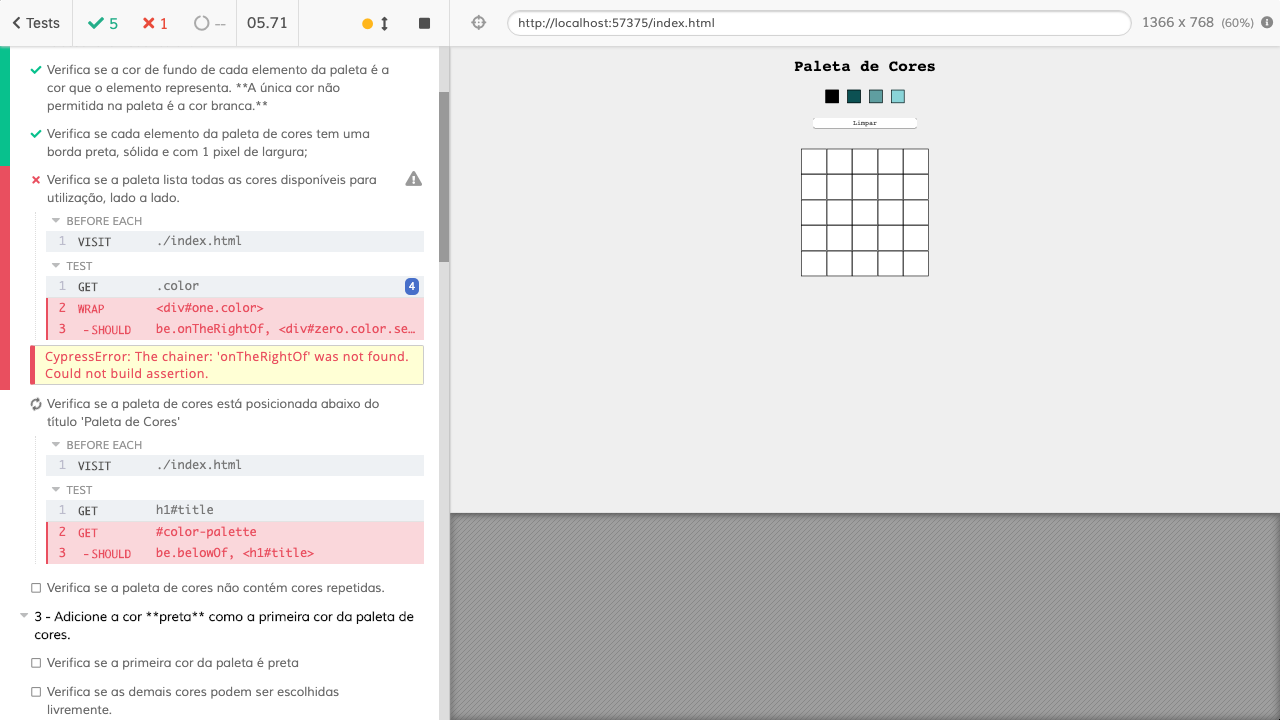 Tests 5 1 -- 05.71 http://localhost:57375/index.html 1366 x 768 (60%)
Verifica se a cor de fundo de cada elemento da paleta é a
cor que o elemento representa. **A única cor não
permitida na paleta é a cor branca.**
Verifica se cada elemento da paleta de cores tem uma
borda preta, sólida e com 1 pixel de largura;
Verifica se a paleta lista todas as cores disponíveis para
utilização, lado a lado.
BEFORE EACH
1 VISIT ./index.html
TEST
1 GET .color 4
2 WRAP <div#one.color>
3 -SHOULD be.onTheRightOf, <div#zero.color.se…
CypressError: The chainer: 'onTheRightOf' was not found.
Could not build assertion.
Verifica se a paleta de cores está posicionada abaixo do
título 'Paleta de Cores'
BEFORE EACH
1 VISIT ./index.html
TEST
1 GET h1#title
2 GET #color-palette
3 -SHOULD be.belowOf, <h1#title>
Verifica se a paleta de cores não contém cores repetidas.
3 - Adicione a cor **preta** como a primeira cor da paleta de
cores.
Verifica se a primeira cor da paleta é preta
Verifica se as demais cores podem ser escolhidas
livremente.
Paleta de Cores
Limpar